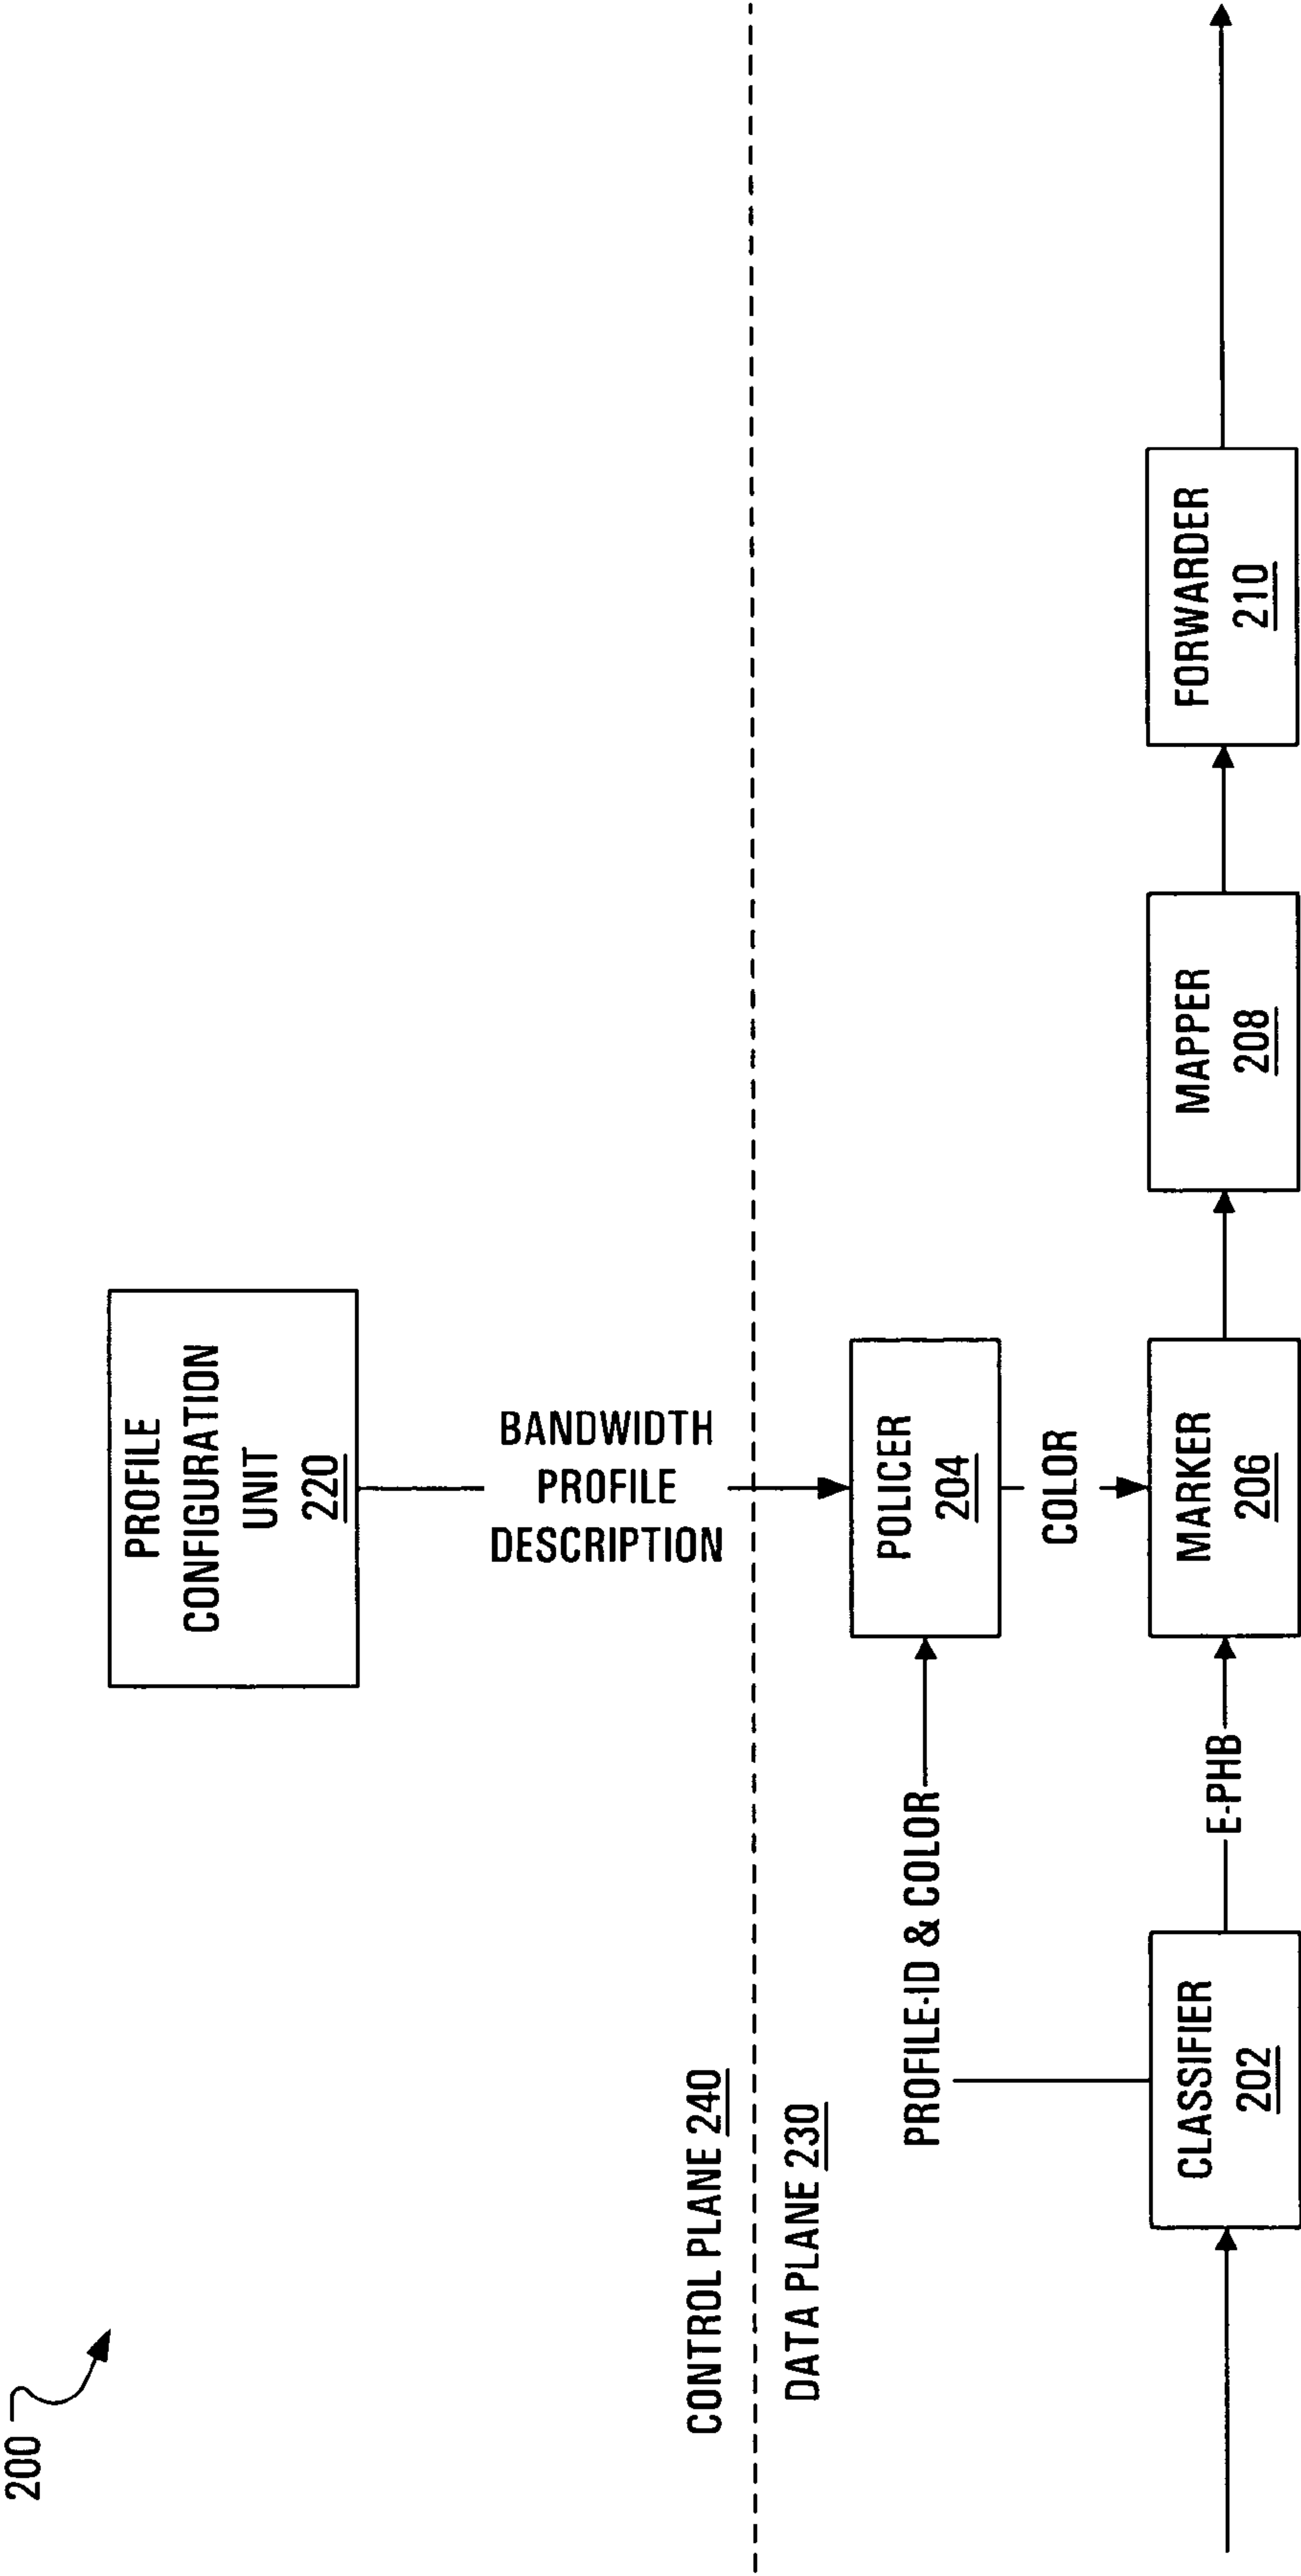 200
PROFILE
CONFIGURATION
UNIT
220
BANDWIDTH
PROFILE
DESCRIPTION
CONTROL PLANE 240
DATA PLANE 230
PROFILE-ID & COLOR
POLICER
204
COLOR
CLASSIFIER
202
E-PHB
MARKER
206
MAPPER
208
FORWARDER
210